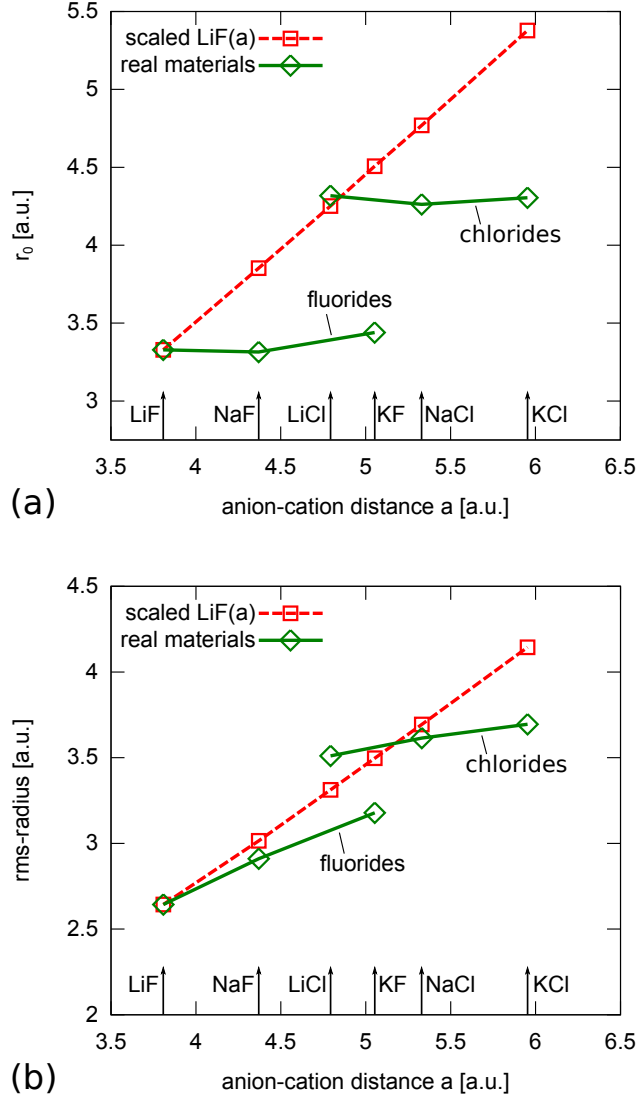 5.5
5
4.5
4
3.5
3
r0 [a.u.]
scaled LiF(a)
real materials
chlorides
fluorides
LiF NaF LiCl KF NaCl KCl
3.5 4 4.5 5 5.5 6 6.5
anion-cation distance a [a.u.]
(a)
4.5
4
3.5
3
2.5
2
rms-radius [a.u.]
scaled LiF(a)
real materials
chlorides
fluorides
LiF NaF LiCl KF NaCl KCl
3.5 4 4.5 5 5.5 6 6.5
anion-cation distance a [a.u.]
(b)